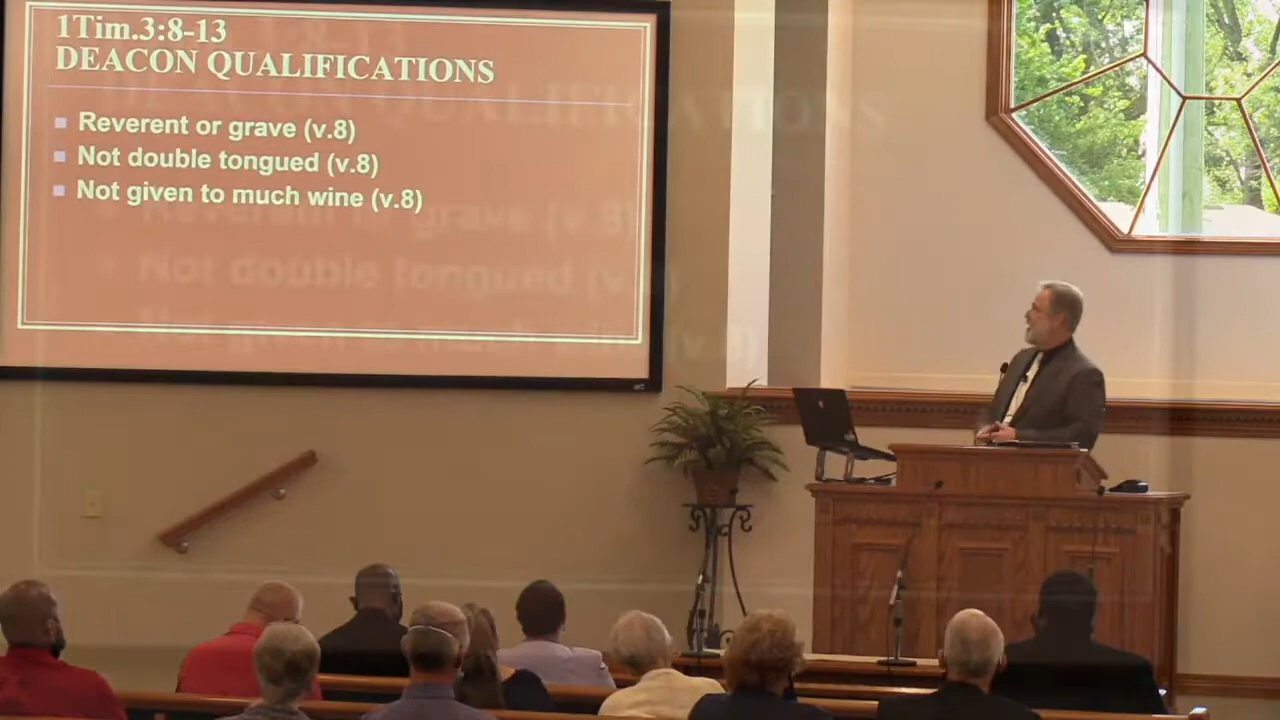 1Tim.3:8-13
DEACON QUALIFICATIONS
Reverent or grave (v.8)
Not double tongued (v.8)
Not given to much wine (v.8)